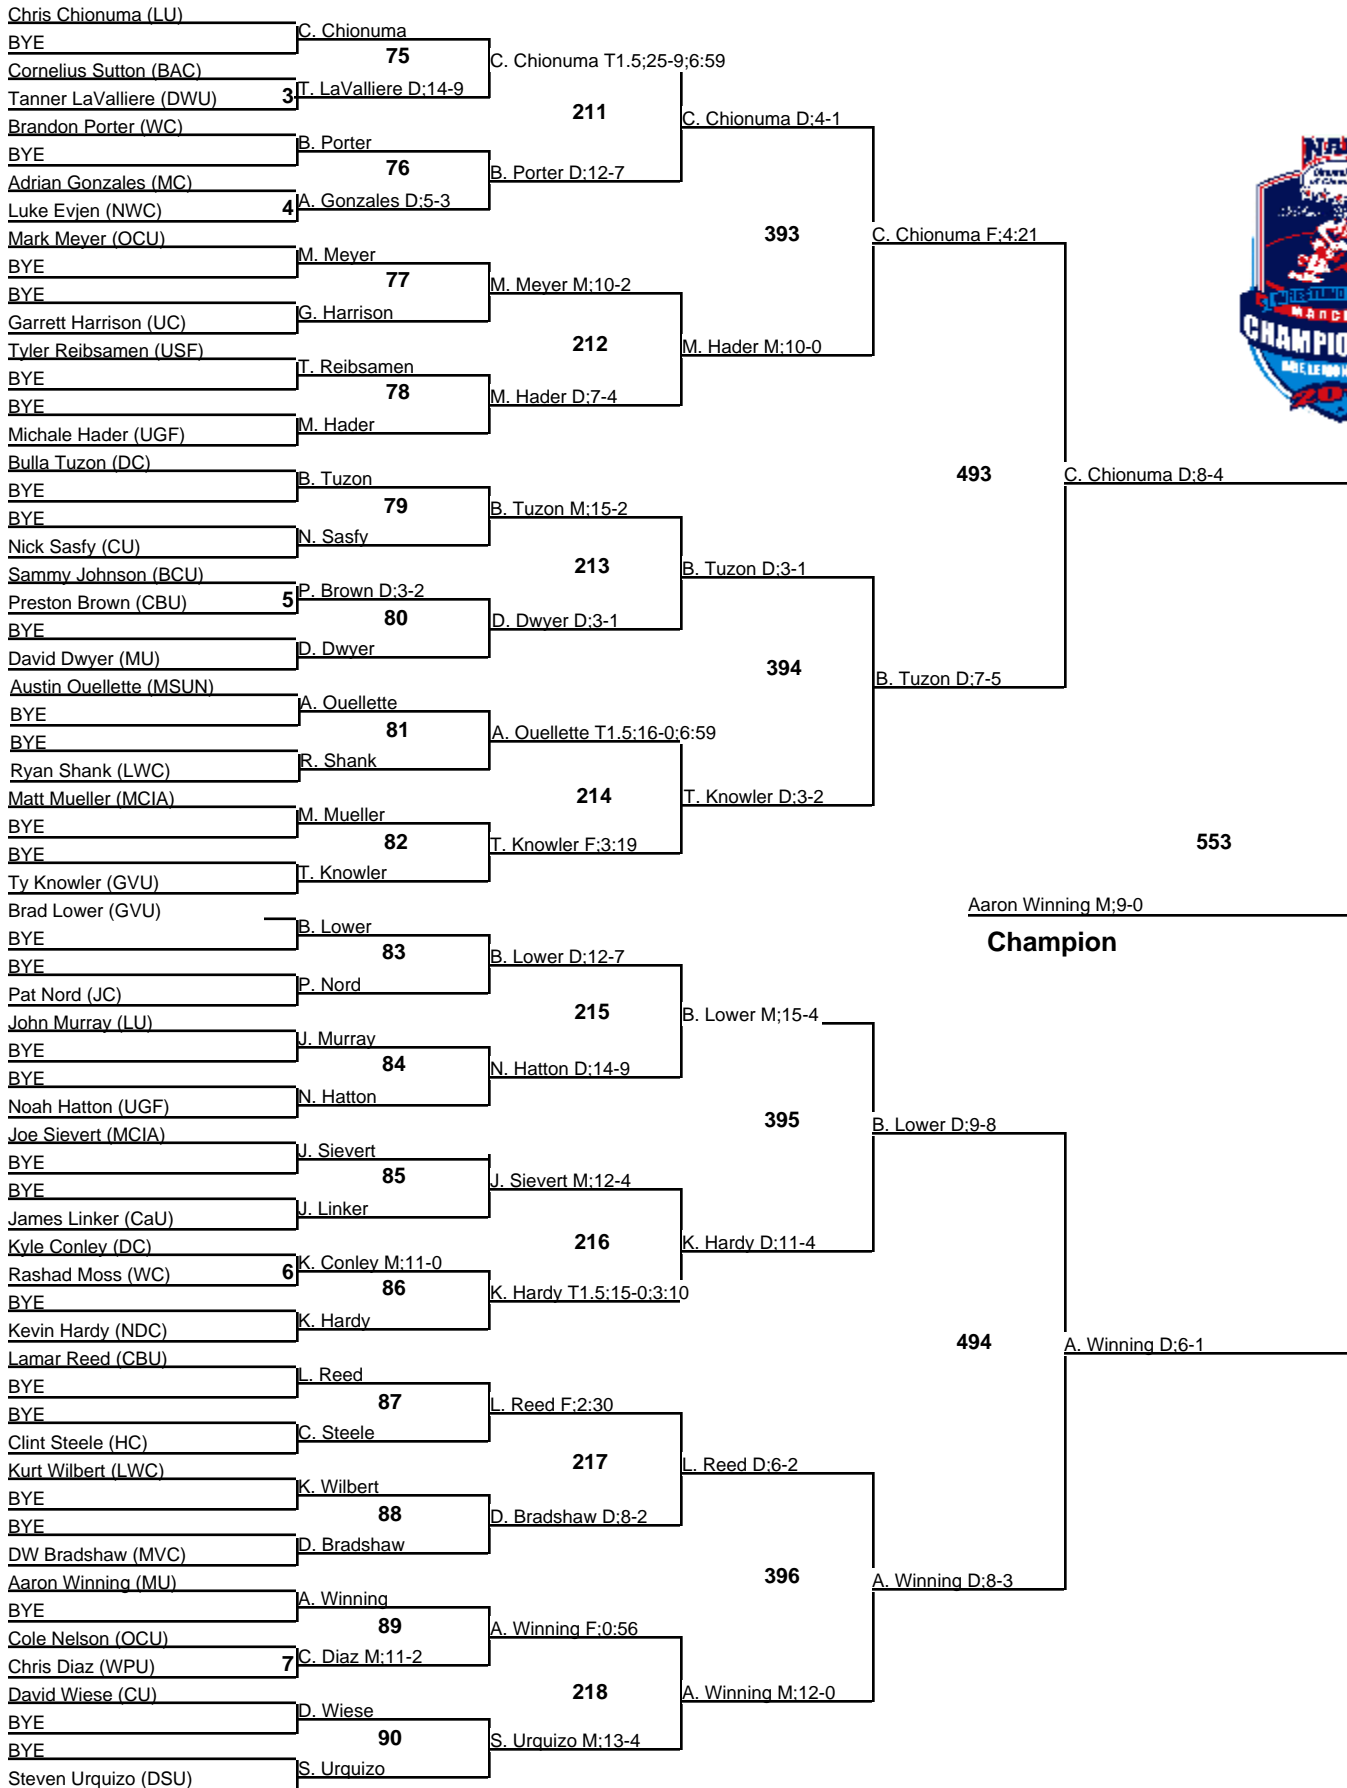 Chris Chionuma (LU)
BYE
Cornelius Sutton (BAC)
Tanner LaValliere (DWU) 3
Brandon Porter (WC)
BYE
Adrian Gonzales (MC)
Luke Evjen (NWC) 4
Mark Meyer (OCU)
BYE
BYE
Garrett Harrison (UC)
Tyler Reibsamen (USF)
BYE
BYE
Michale Hader (UGF)
Bulla Tuzon (DC)
BYE
BYE
Nick Sasfy (CU)
Sammy Johnson (BCU)
Preston Brown (CBU) 5
BYE
David Dwyer (MU)
Austin Ouellette (MSUN)
BYE
BYE
Ryan Shank (LWC)
Matt Mueller (MCIA)
BYE
BYE
Ty Knowler (GVU)
Brad Lower (GVU)
BYE
BYE
Pat Nord (JC)
John Murray (LU)
BYE
BYE
Noah Hatton (UGF)
Joe Sievert (MCIA)
BYE
BYE
James Linker (CaU)
Kyle Conley (DC)
Rashad Moss (WC) 6
BYE
Kevin Hardy (NDC)
Lamar Reed (CBU)
BYE
BYE
Clint Steele (HC)
Kurt Wilbert (LWC)
BYE
BYE
DW Bradshaw (MVC)
Aaron Winning (MU)
BYE
Cole Nelson (OCU)
Chris Diaz (WPU) 7
David Wiese (CU)
BYE
BYE
Steven Urquizo (DSU)
C. Chionuma
75
T. LaValliere D;14-9
B. Porter
76
A. Gonzales D;5-3
M. Meyer
77
G. Harrison
T. Reibsamen
78
M. Hader
B. Tuzon
79
N. Sasfy
P. Brown D;3-2
80
D. Dwyer
A. Ouellette
81
R. Shank
M. Mueller
82
T. Knowler
B. Lower
83
P. Nord
J. Murray
84
N. Hatton
J. Sievert
85
J. Linker
K. Conley M;11-0
86
K. Hardy
L. Reed
87
C. Steele
K. Wilbert
88
D. Bradshaw
A. Winning
89
C. Diaz M;11-2
D. Wiese
90
S. Urquizo
C. Chionuma T1.5;25-9;6:59
211
B. Porter D;12-7
M. Meyer M;10-2
212
M. Hader D;7-4
B. Tuzon M;15-2
213
D. Dwyer D;3-1
A. Ouellette T1.5;16-0;6:59
214
T. Knowler F;3:19
B. Lower D;12-7
215
N. Hatton D;14-9
J. Sievert M;12-4
216
K. Hardy T1.5;15-0;3:10
L. Reed F;2:30
217
D. Bradshaw D;8-2
A. Winning F;0:56
218
S. Urquizo M;13-4
C. Chionuma D;4-1
393
M. Hader M;10-0
B. Tuzon D;3-1
394
T. Knowler D;3-2
B. Lower M;15-4
395
K. Hardy D;11-4
L. Reed D;6-2
396
A. Winning M;12-0
C. Chionuma F;4:21
493
B. Tuzon D;7-5
B. Lower D;9-8
494
A. Winning D;8-3
C. Chionuma D;8-4
553
A. Winning D;6-1
Aaron Winning M;9-0
Champion